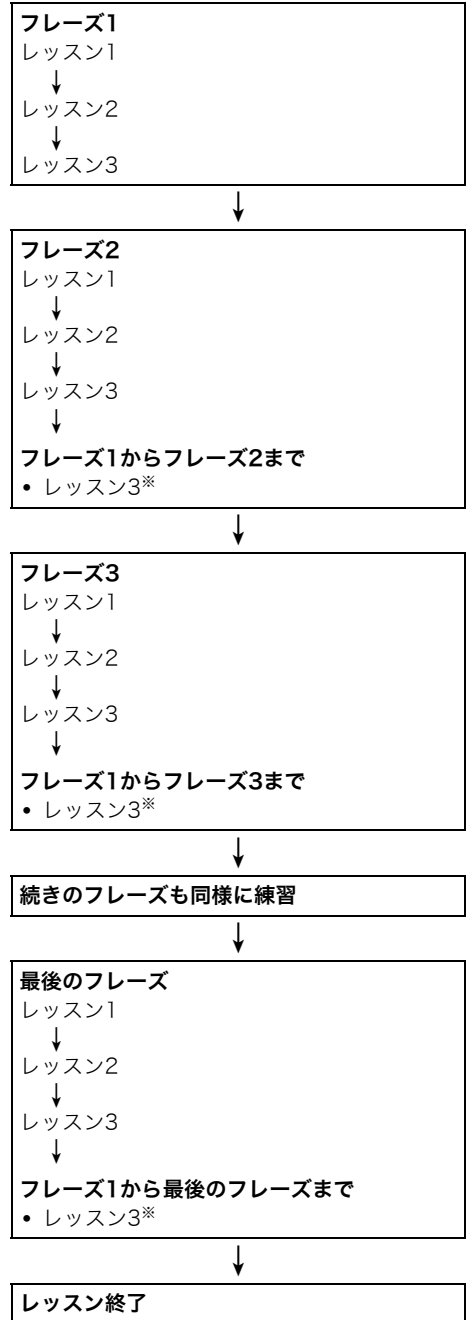 フレーズ1
レッスン1
↓
レッスン2
↓
レッスン3
↓
フレーズ2
レッスン1
↓
レッスン2
↓
レッスン3
↓
フレーズ1からフレーズ2まで
• レッスン3※
↓
フレーズ3
レッスン1
↓
レッスン2
↓
レッスン3
↓
フレーズ1からフレーズ3まで
• レッスン3※
↓
続きのフレーズも同様に練習
↓
最後のフレーズ
レッスン1
↓
レッスン2
↓
レッスン3
↓
フレーズ1から最後のフレーズまで
• レッスン3※
↓
レッスン終了